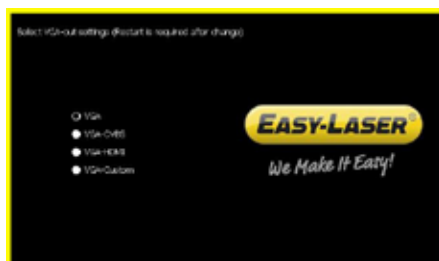 Select VGA-out settings (Restart is required after change)
VGA
VGA-CVBS
VGA-HDMI
VGA-Custom
EASY-LASER®
We Make It Easy!